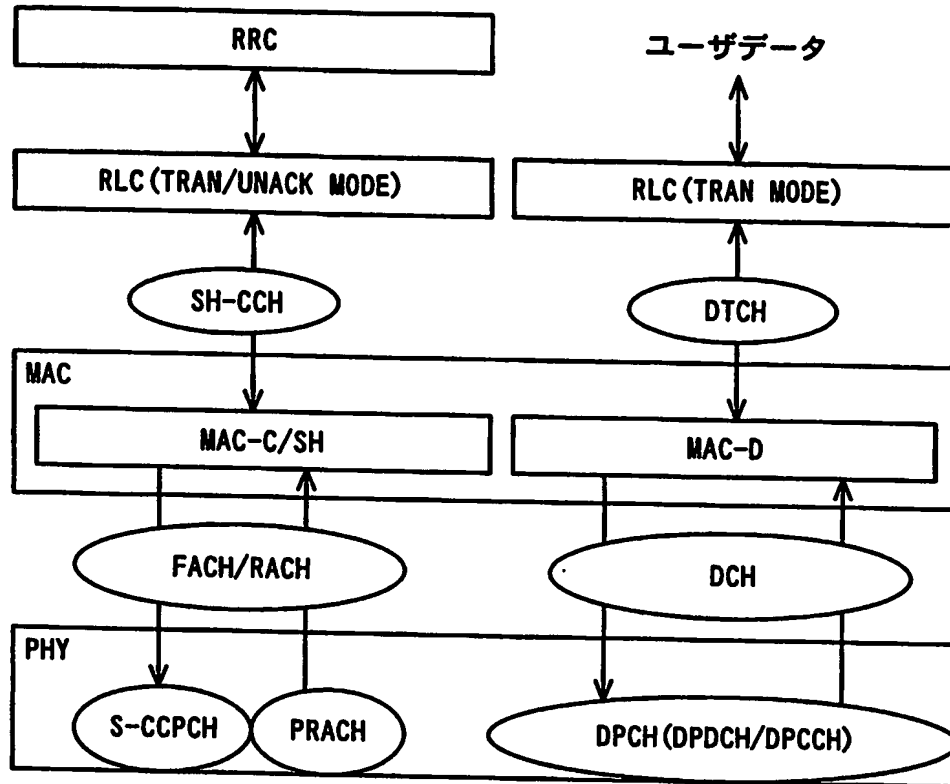 RRC
ユーザデータ
RLC(TRAN/UNACK MODE)
RLC(TRAN MODE)
SH-CCH
DTCH
MAC
MAC-C/SH
MAC-D
FACH/RACH
DCH
PHY
S-CCPCH
PRACH
DPCH(DPDCH/DPCCH)